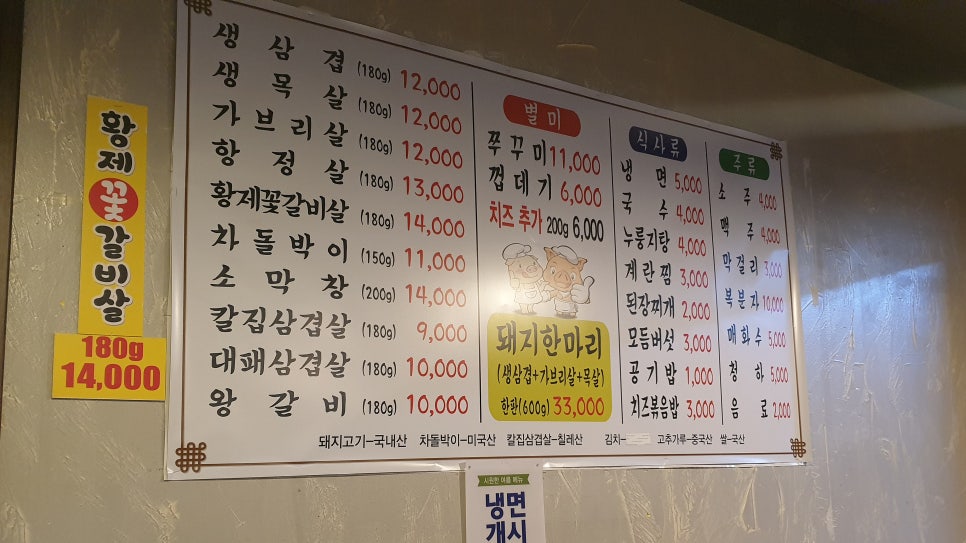 황제꽃갈비살
180g
14,000
생삼겹 (180g) 12,000
생목살 (180g) 12,000
가브리살 (180g) 12,000
항정살 (180g) 13,000
황제꽃갈비살 (180g) 14,000
차돌박이 (150g) 11,000
소막창 (200g) 14,000
칼집삼겹살 (180g) 9,000
대패삼겹살 (180g) 10,000
왕갈비 (180g) 10,000
별미
쭈꾸미 11,000
껍데기 6,000
치즈 추가 200g 6,000
돼지한마리
(생삼겹+가브리살+목살)
한판(600g) 33,000
식사류
냉면 5,000
국수 4,000
누룽지탕 4,000
계란찜 3,000
된장찌개 2,000
모듬버섯 3,000
공기밥 1,000
치즈볶음밥 3,000
주류
소주 4,000
맥주 4,000
막걸리 3,000
복분자 10,000
매화수 5,000
청하 5,000
음료 2,000
돼지고기-국내산 차돌박이-미국산 칼집삼겹살-칠레산 김치- 고추가루-중국산 쌀-국산
시원한 여름 메뉴
냉면
개시